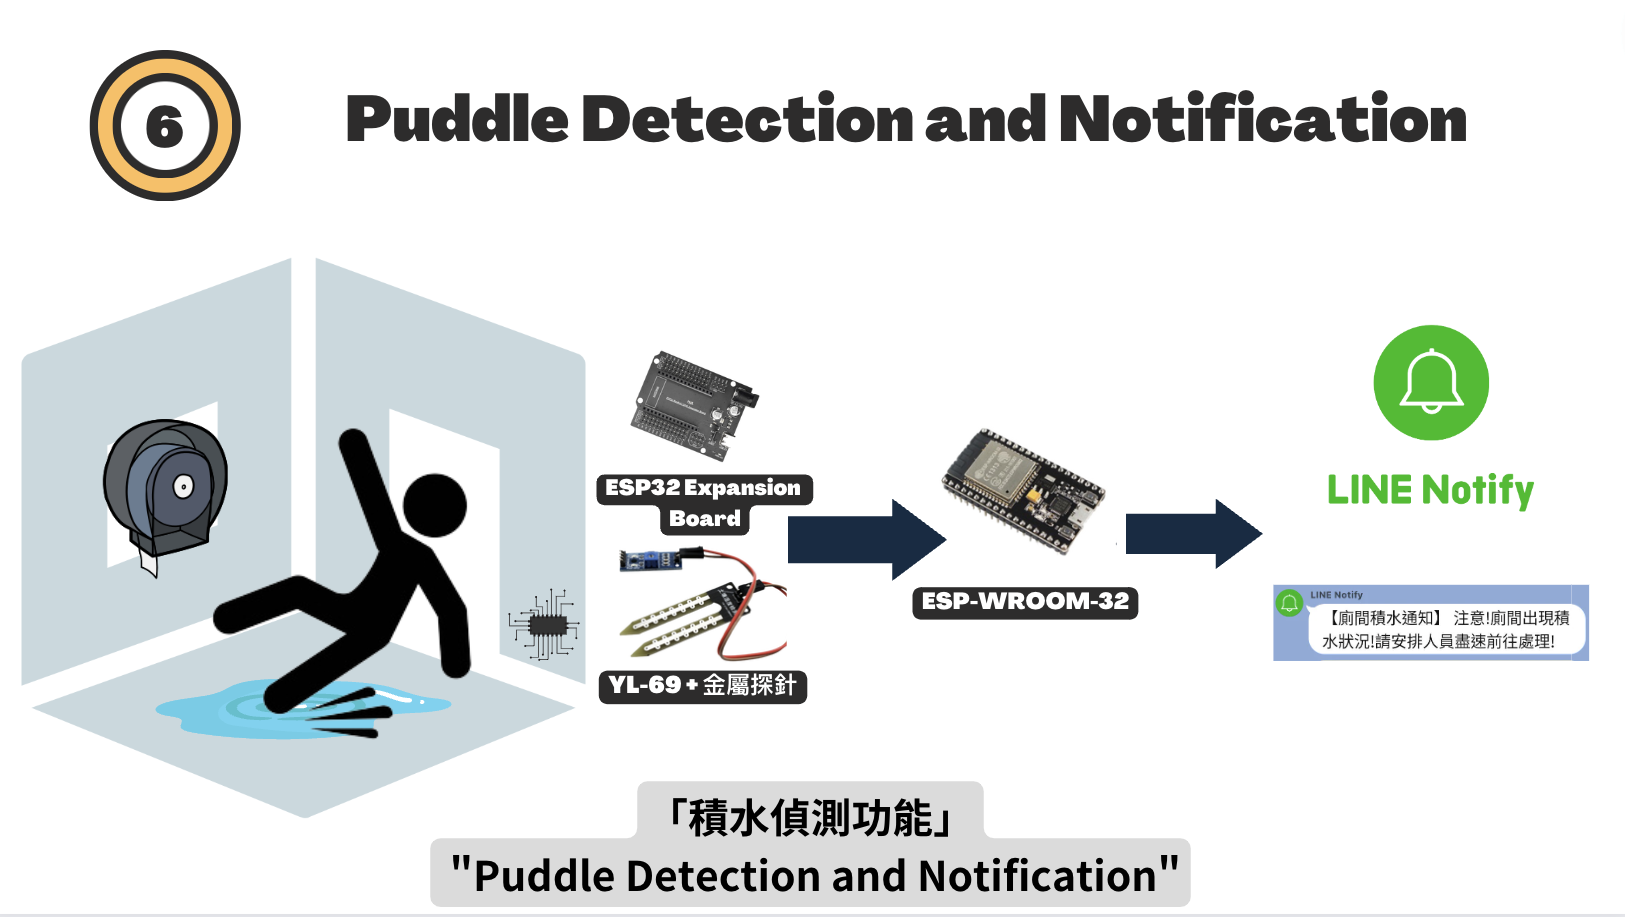 6
Puddle Detection and Notification
ESP32 Expansion
Board
YL-69 + 金屬探針
ESP-WROOM-32
LINE Notify
LINE Notify
【廁間積水通知】 注意!廁間出現積
水狀況!請安排人員盡速前往處理!
「積水偵測功能」
"Puddle Detection and Notification"